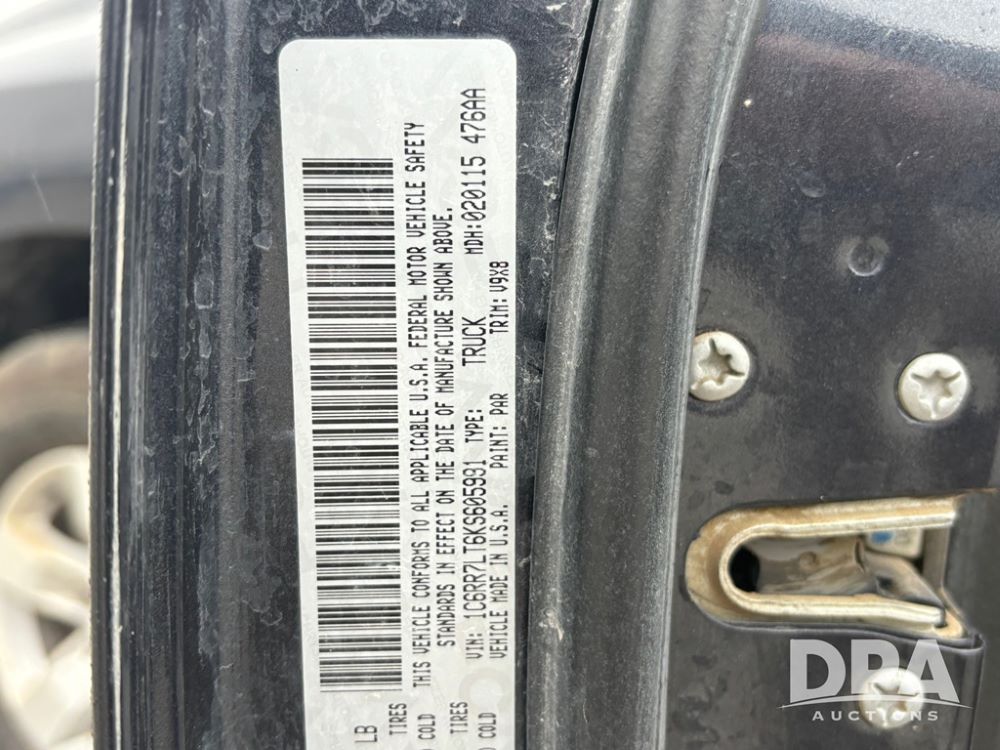 LB
TIRES
COLD
THIS VEHICLE CONFORMS TO ALL APPLICABLE U.S.A. FEDERAL MOTOR VEHICLE SAFETY
STANDARDS IN EFFECT ON THE DATE OF MANUFACTURE SHOWN ABOVE.
VIN: 1C6RR7LT6KS605991 TYPE: TRUCK MDH:020115 476AA
VEHICLE MADE IN U.S.A. PAINT: PAR TRIM: V9X8
TIRES
COLD
DPA
AUCTIONS